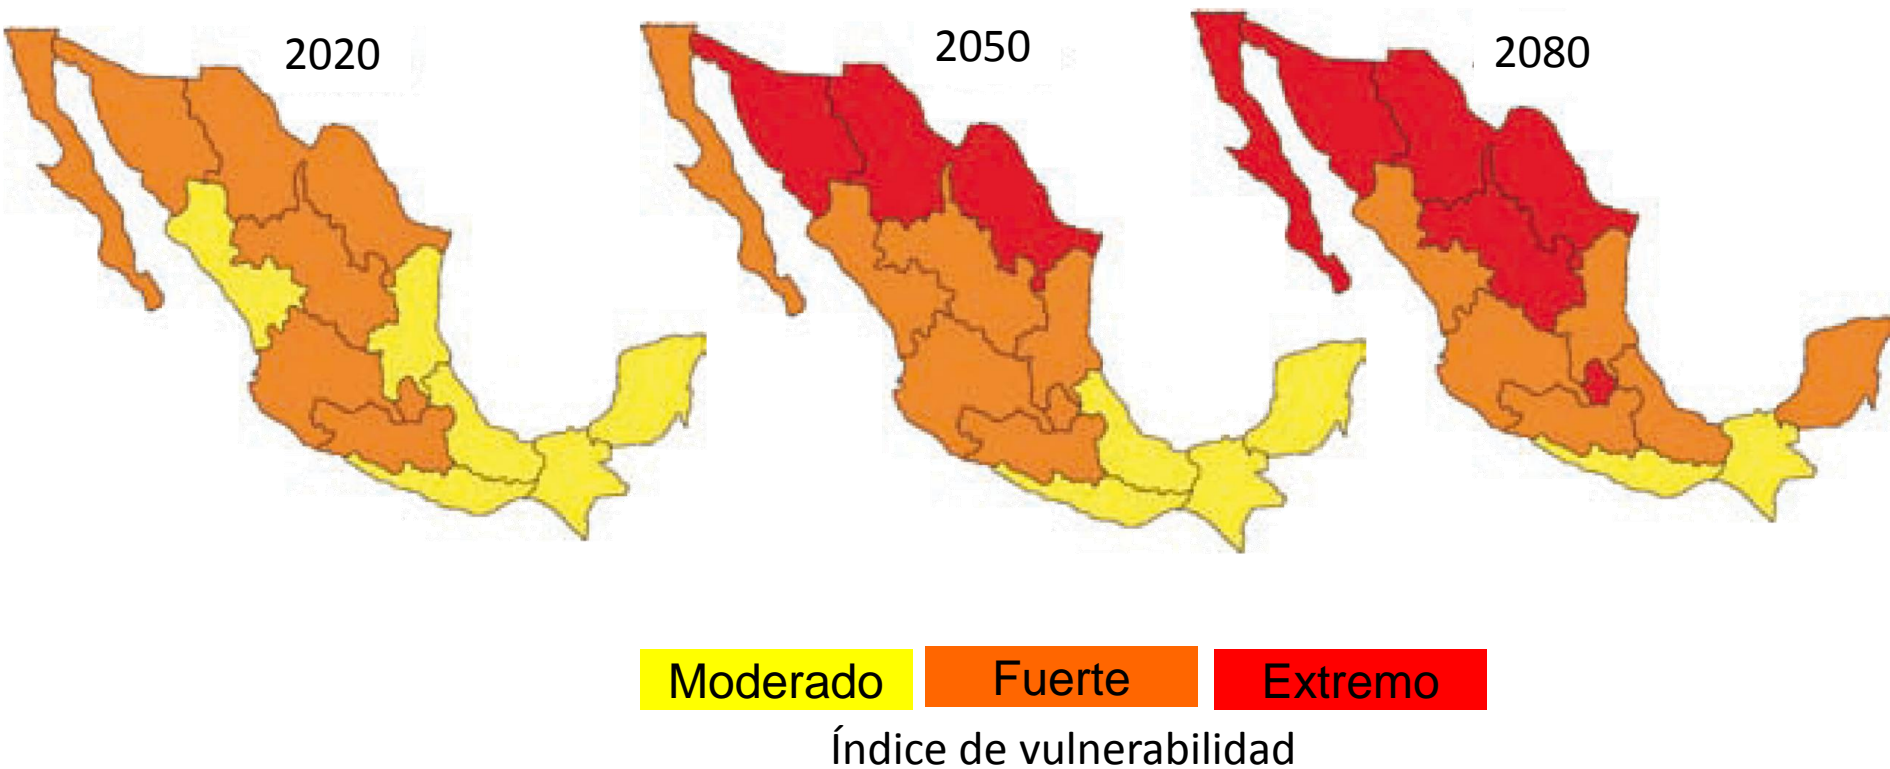 2020
2050
2080
Moderado
Fuerte
Extremo
Índice de vulnerabilidad